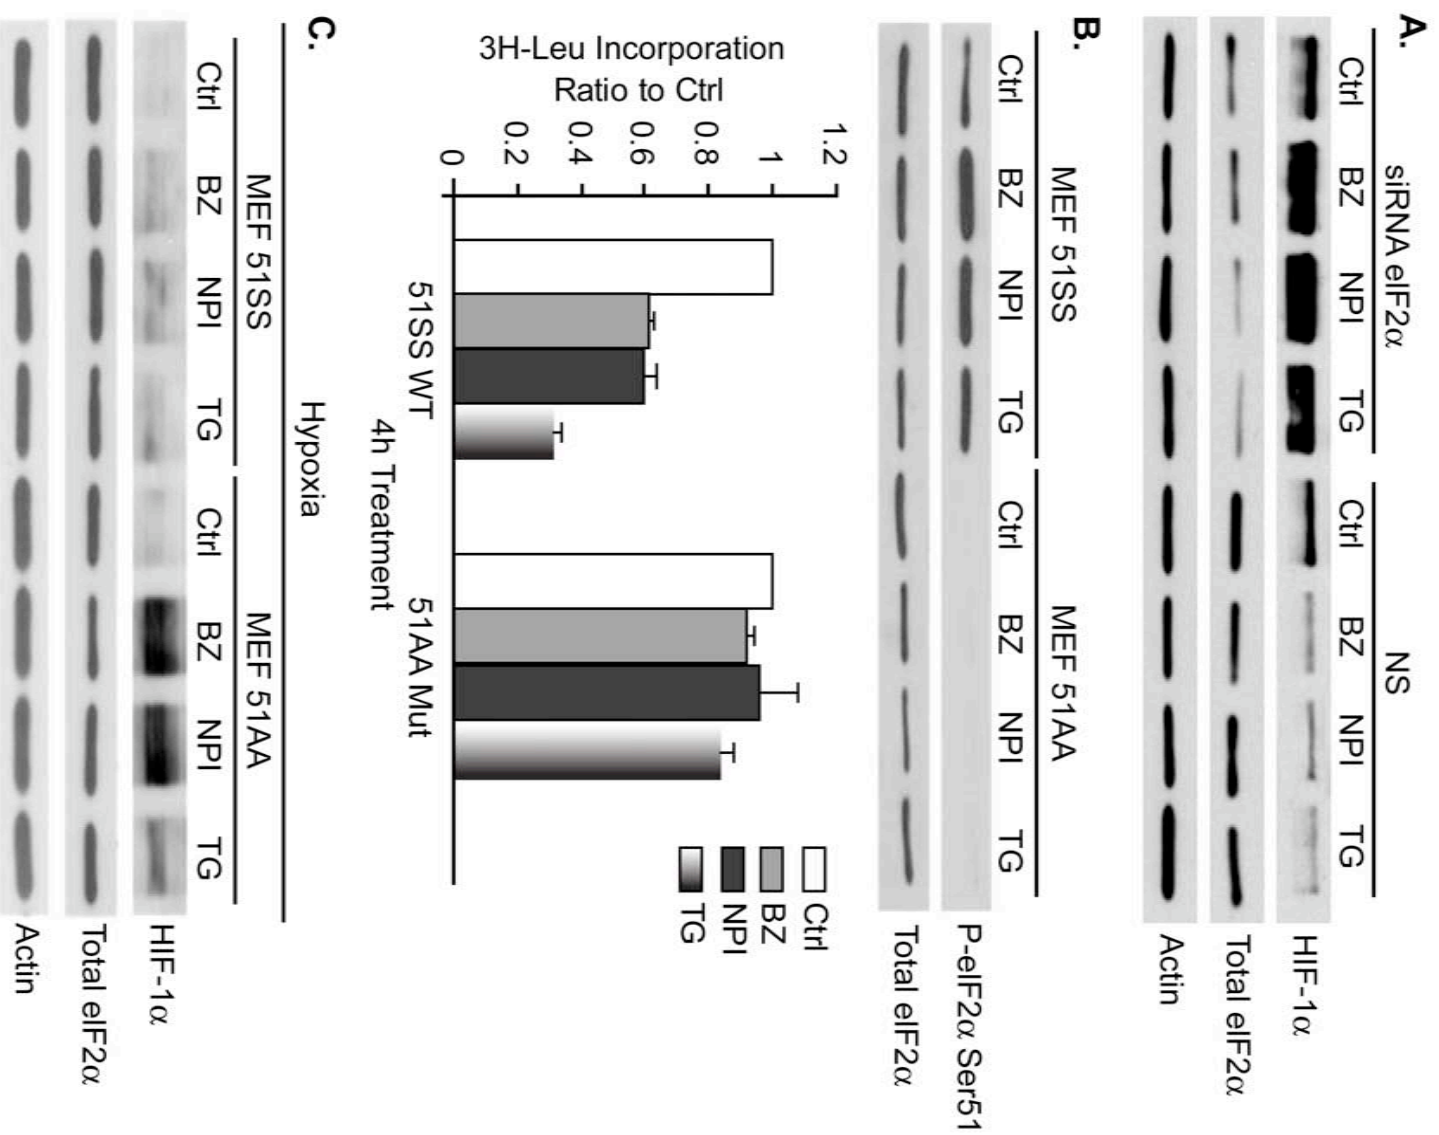 A.
siRNA eIF2α NS
Ctrl BZ NPI TG Ctrl BZ NPI TG
HIF-1α
Total eIF2α
Actin
B.
MEF 51SS MEF 51AA
Ctrl BZ NPI TG Ctrl BZ NPI TG
P-eIF2α Ser51
Total eIF2α
3H-Leu Incorporation
Ratio to Ctrl
1.2
1
0.8
0.6
0.4
0.2
0
Ctrl
BZ
NPI
TG
51SS WT 51AA Mut
4h Treatment
C.
Hypoxia
MEF 51SS MEF 51AA
Ctrl BZ NPI TG Ctrl BZ NPI TG
HIF-1α
Total eIF2α
Actin